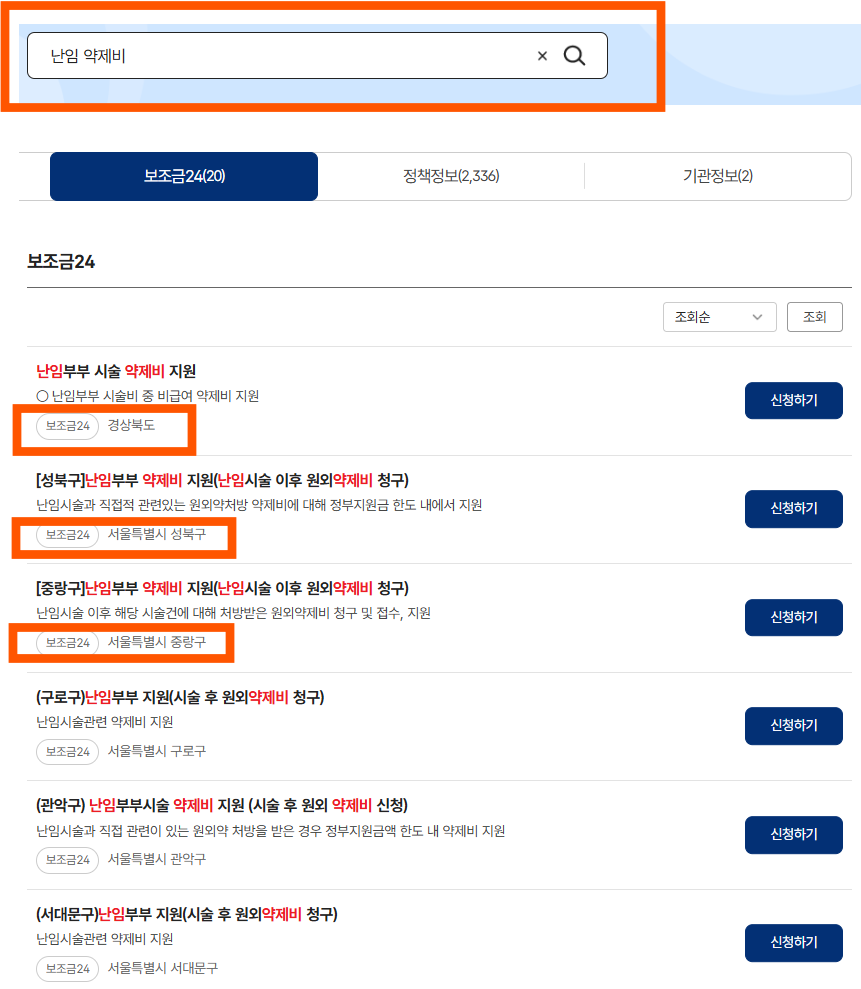 난임 약제비 ×
보조금24(20) 정책정보(2,336) 기관정보(2)
보조금24
조회순 조회
난임부부 시술 약제비 지원
○ 난임부부 시술비 중 비급여 약제비 지원
보조금24 경상북도
신청하기
[성북구]난임부부 약제비 지원(난임시술 이후 원외약제비 청구)
난임시술과 직접적 관련있는 원외약처방 약제비에 대해 정부지원금 한도 내에서 지원
보조금24 서울특별시 성북구
신청하기
[중랑구]난임부부 약제비 지원(난임시술 이후 원외약제비 청구)
난임시술 이후 해당 시술건에 대해 처방받은 원외약제비 청구 및 접수, 지원
보조금24 서울특별시 중랑구
신청하기
(구로구)난임부부 지원(시술 후 원외약제비 청구)
난임시술관련 약제비 지원
보조금24 서울특별시 구로구
신청하기
(관악구) 난임부부시술 약제비 지원 (시술 후 원외 약제비 신청)
난임시술과 직접 관련이 있는 원외약 처방을 받은 경우 정부지원금액 한도 내 약제비 지원
보조금24 서울특별시 관악구
신청하기
(서대문구)난임부부 지원(시술 후 원외약제비 청구)
난임시술관련 약제비 지원
보조금24 서울특별시 서대문구
신청하기